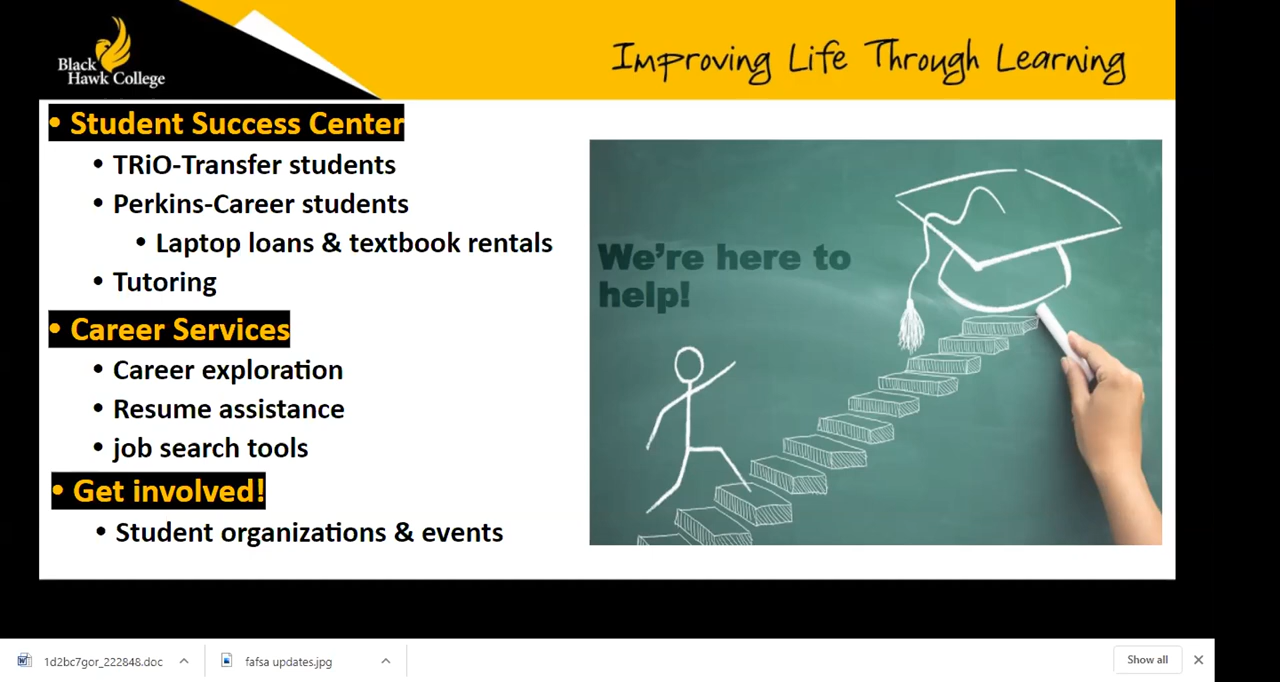 Black
Hawk College
Improving Life Through Learning
• Student Success Center
• TRiO-Transfer students
• Perkins-Career students
• Laptop loans & textbook rentals
• Tutoring
• Career Services
• Career exploration
• Resume assistance
• job search tools
• Get involved!
• Student organizations & events
We're here to
help!
1d2bc7gor_222848.doc
fafsa updates.jpg
Show all